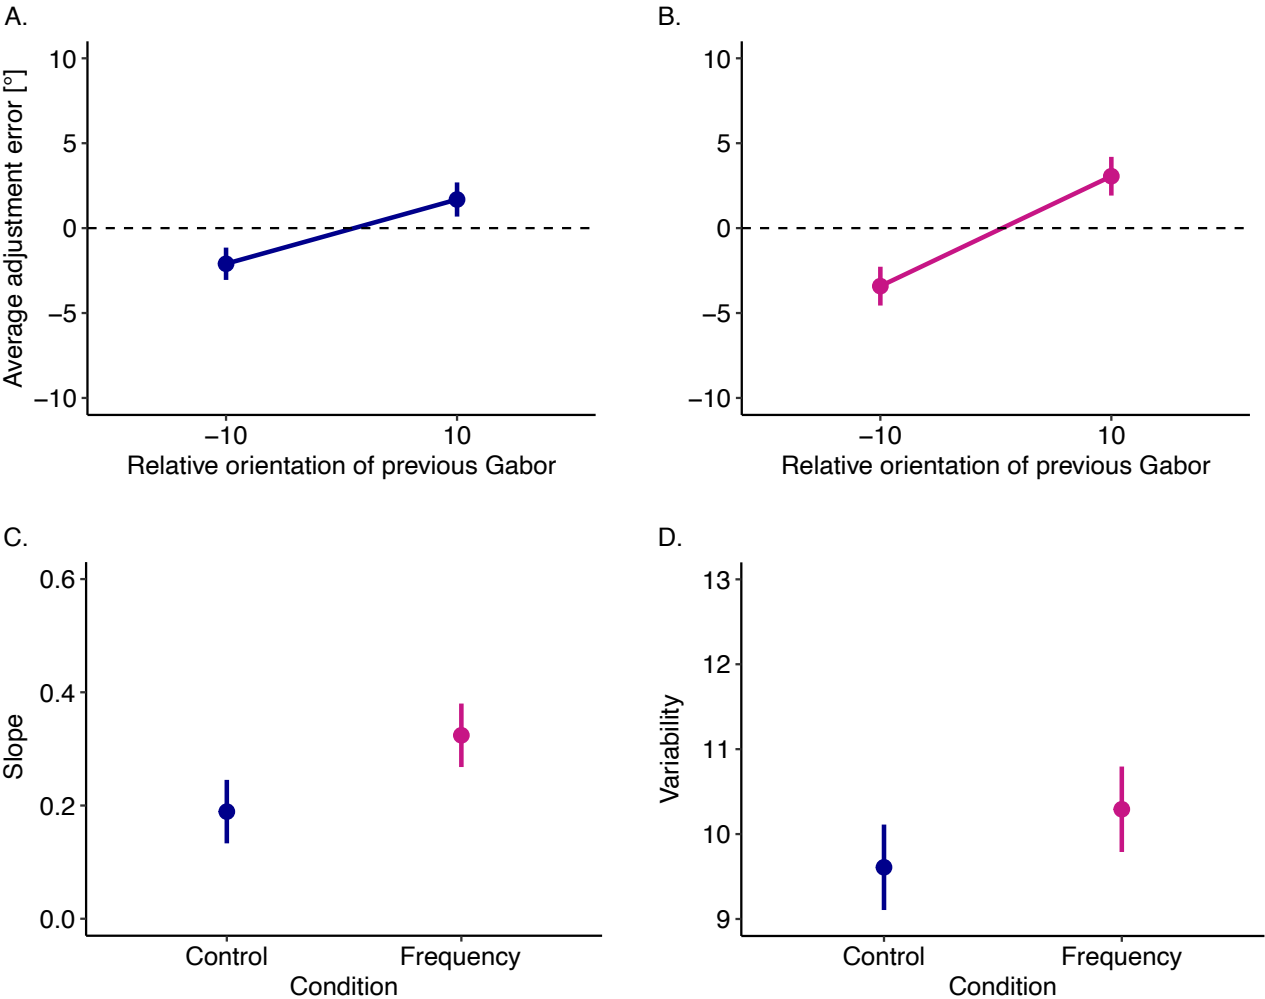 A.
Average adjustment error [°]
10
5
0
−5
−10
−10 10
Relative orientation of previous Gabor
B.
10
5
0
−5
−10
−10 10
Relative orientation of previous Gabor
C.
Slope
0.6
0.4
0.2
0.0
Control Frequency
Condition
D.
Variability
13
12
11
10
9
Control Frequency
Condition